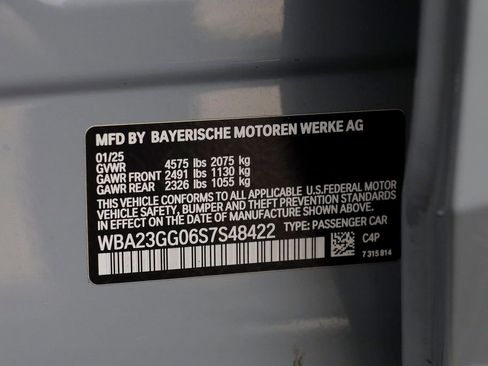 MFD BY BAYERISCHE MOTOREN WERKE AG
01/25
GVWR 4575 lbs 2075 kg
GAWR FRONT 2491 lbs 1130 kg
GAWR REAR 2326 lbs 1055 kg
THIS VEHICLE CONFORMS TO ALL APPLICABLE U.S.FEDERAL MOTOR
VEHICLE SAFETY, BUMPER AND THEFT PREVENTION STANDARDS
IN EFFECT ON THE DATE OF MANUFACTURE SHOWN ABOVE.
WBA23GG06S7S48422 TYPE: PASSENGER CAR
C4P
7 315 814